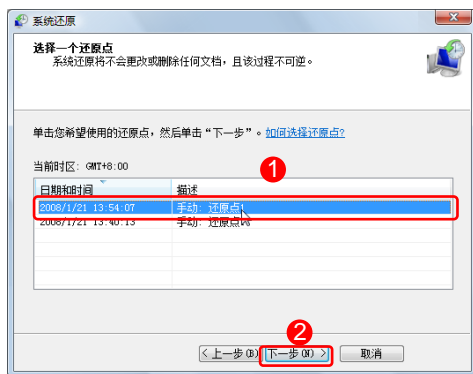 系统还原
选择一个还原点
系统还原将不会更改或删除任何文档，且该过程不可逆。
单击您希望使用的还原点，然后单击“下一步”。如何选择还原点?
当前时区: GMT+8:00
1
日期和时间 描述
2008/1/21 13:54:07 手动: 还原点
2008/1/21 13:40:13 手动: 还原点
2
< 上一步(B) 下一步(N) > 取消